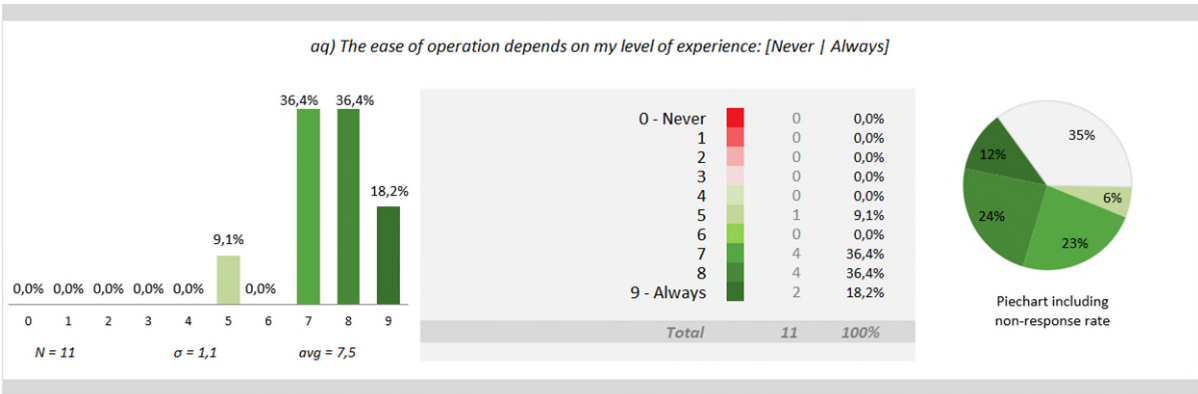 aq) The ease of operation depends on my level of experience: [Never | Always]
36,4% 36,4%
18,2%
9,1%
0,0% 0,0% 0,0% 0,0% 0,0% 0,0%
0 1 2 3 4 5 6 7 8 9
N = 11 σ = 1,1 avg = 7,5
0 - Never 0 0,0%
1 0 0,0%
2 0 0,0%
3 0 0,0%
4 0 0,0%
5 1 9,1%
6 0 0,0%
7 4 36,4%
8 4 36,4%
9 - Always 2 18,2%
Total 11 100%
35%
12%
6%
24%
23%
Piechart including
non-response rate